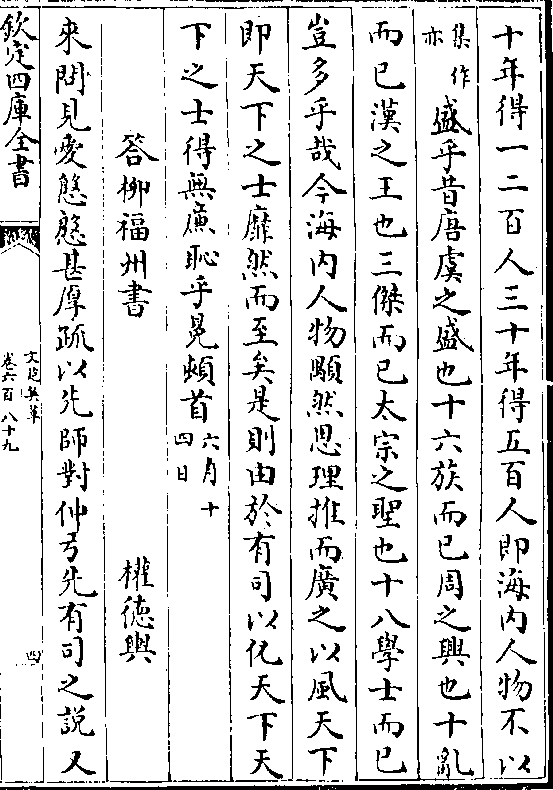 十年得一二百人三十年得五百人即海內人物不以
集作亦盛乎昔唐虞之盛也十六族而已周之興也十亂
而已漢之王也三傑而已太宗之聖也十八學士而已
豈多乎哉今海內人物顒然思理推而廣之以風天下
即天下之士靡然而至矣是則由於有司以化天下天
下之士得無廉恥乎冕頓首六月十四日
答柳福州書 權德輿
來問見愛慇慇甚厚疏以先師對仲弓先有司之說又
欽定四庫全書
文苑英華
卷六百八十九
四